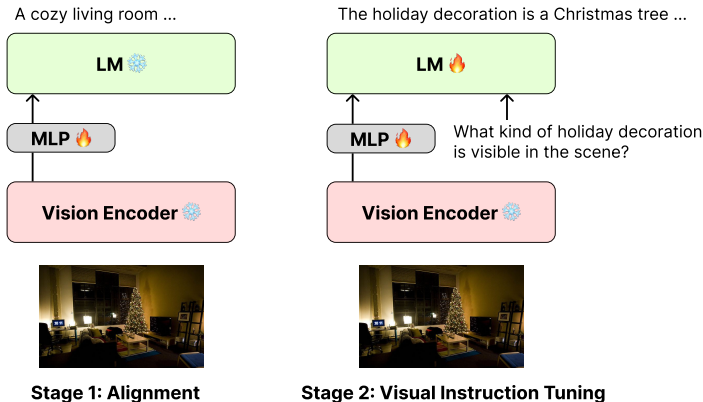 A cozy living room ...
LM
MLP
Vision Encoder
Stage 1: Alignment
The holiday decoration is a Christmas tree ...
LM
MLP
What kind of holiday decoration
is visible in the scene?
Vision Encoder
Stage 2: Visual Instruction Tuning